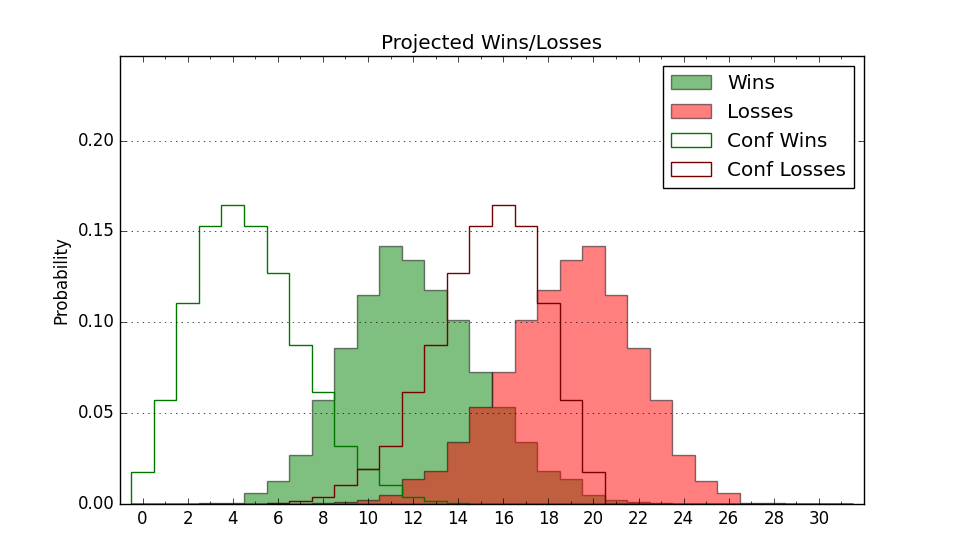 Projected Wins/Losses
Wins
Losses
Conf Wins
Conf Losses
Probability
0.20
0.15
0.10
0.05
0.00
0 2 4 6 8 10 12 14 16 18 20 22 24 26 28 30